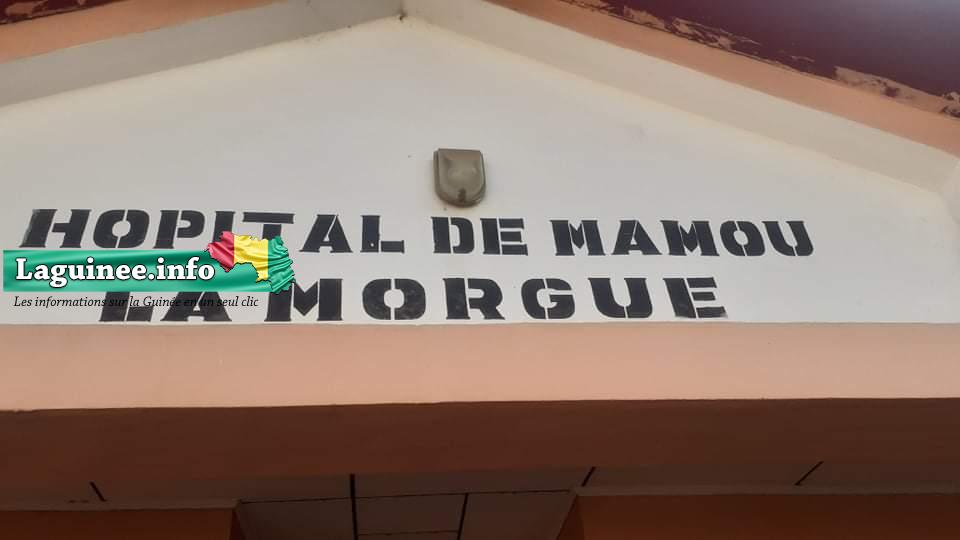 HOPITAL DE MAMOU
Laguinee.info
Les informations sur la Guinée en un seul clic
LA MORGUE